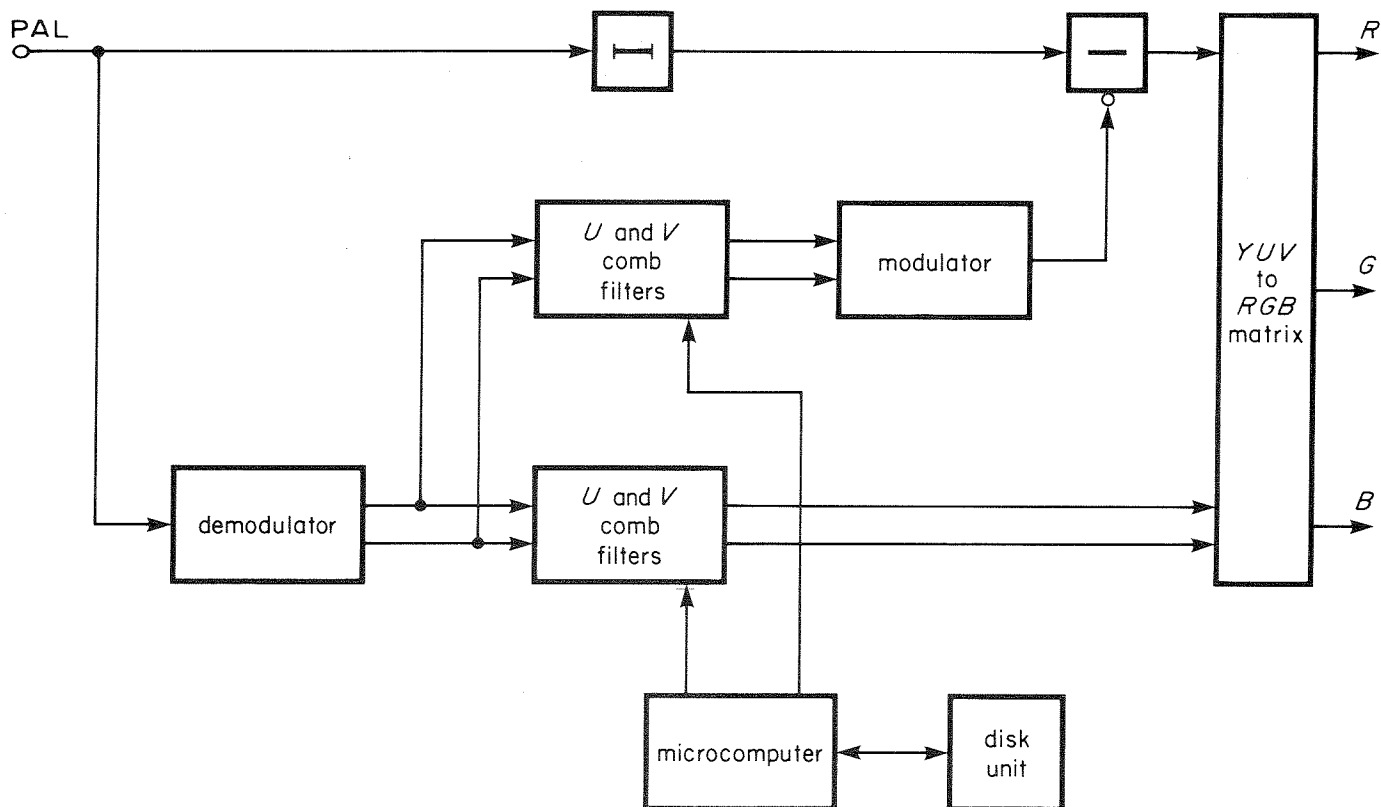 PAL
R
U and V
comb
filters
modulator
YUV
to
RGB
matrix
G
demodulator
U and V
comb
filters
B
microcomputer
disk
unit